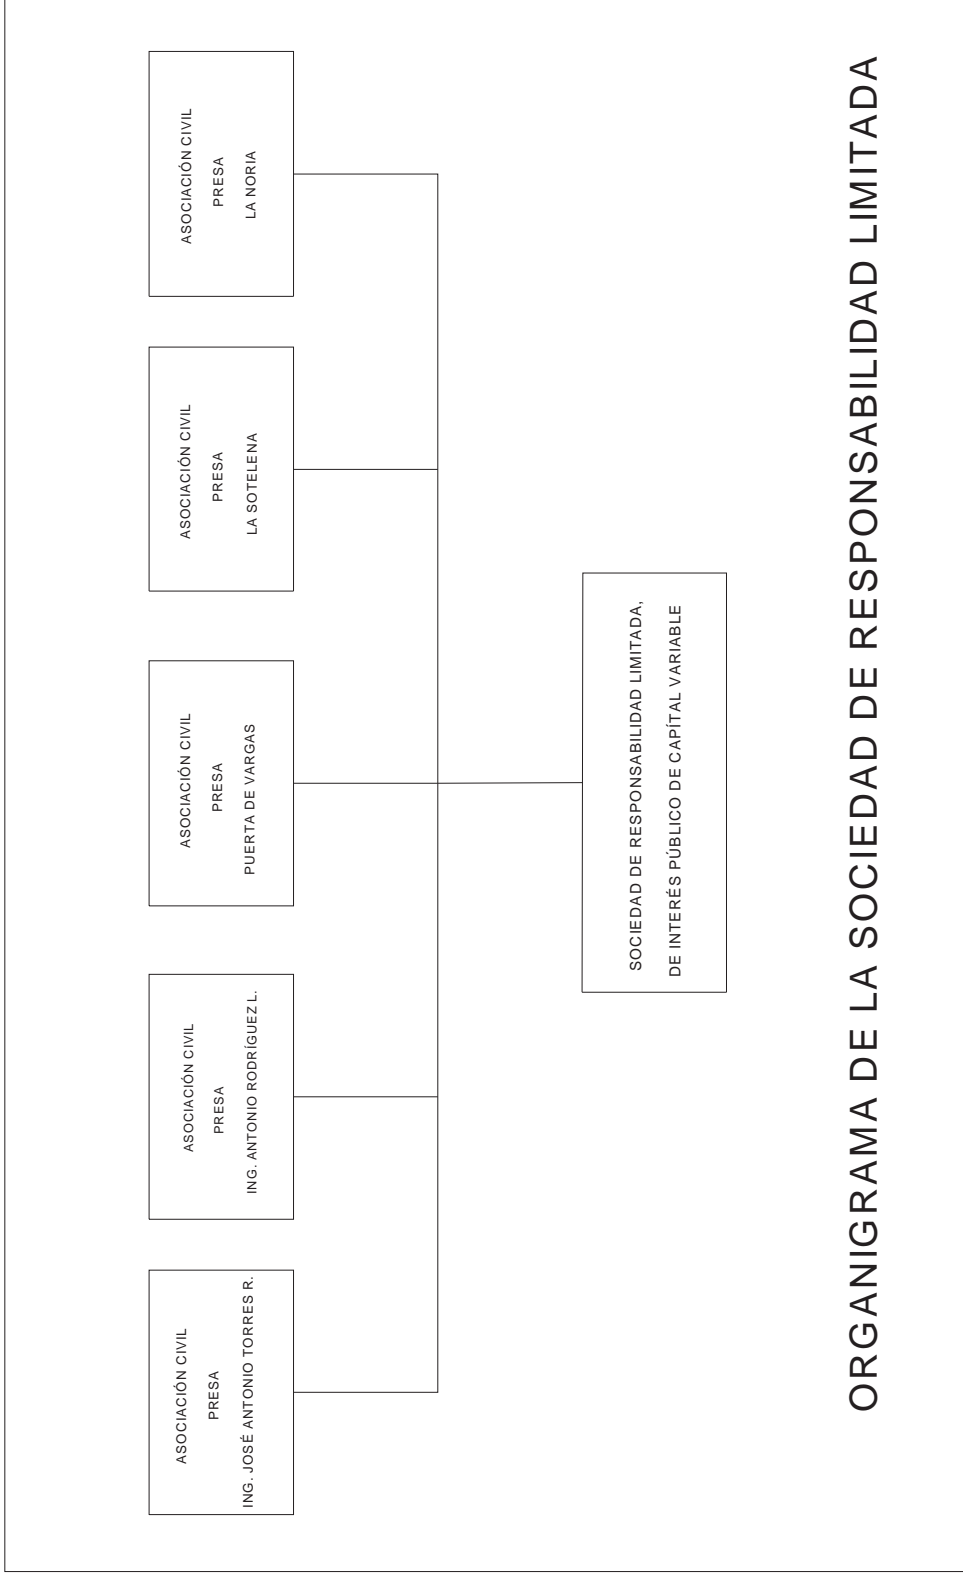 ASOCIACIÓN CIVIL
PRESA
ING. JOSÉ ANTONIO TORRES R.
ASOCIACIÓN CIVIL
PRESA
ING. ANTONIO RODRÍGUEZ L.
ASOCIACIÓN CIVIL
PRESA
PUERTA DE VARGAS
ASOCIACIÓN CIVIL
PRESA
LA SOTELENA
ASOCIACIÓN CIVIL
PRESA
LA NORIA
SOCIEDAD DE RESPONSABILIDAD LIMITADA,
DE INTERÉS PÚBLICO DE CAPÍTAL VARIABLE
ORGANIGRAMA DE LA SOCIEDAD DE RESPONSABILIDAD LIMITADA